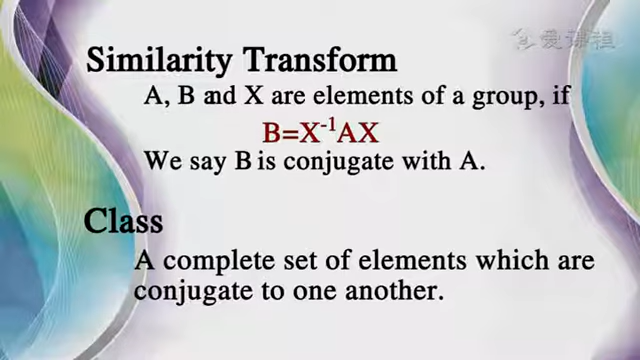 爱课程
Similarity Transform
A, B and X are elements of a group, if
B=X⁻¹AX
We say B is conjugate with A.
Class
A complete set of elements which are
conjugate to one another.